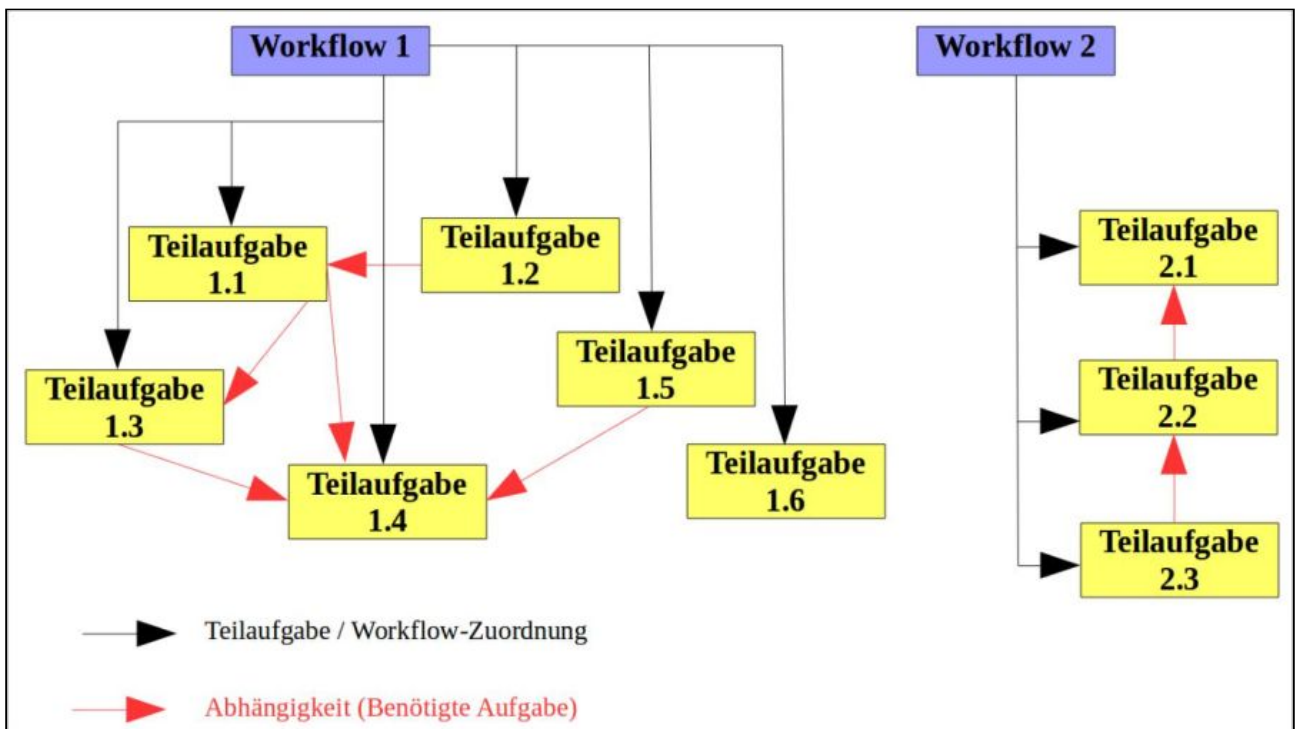 Workflow 1
Workflow 2
Teilaufgabe
1.1
Teilaufgabe
1.2
Teilaufgabe
2.1
Teilaufgabe
1.3
Teilaufgabe
1.5
Teilaufgabe
2.2
Teilaufgabe
1.4
Teilaufgabe
1.6
Teilaufgabe
2.3
Teilaufgabe / Workflow-Zuordnung
Abhängigkeit (Benötigte Aufgabe)